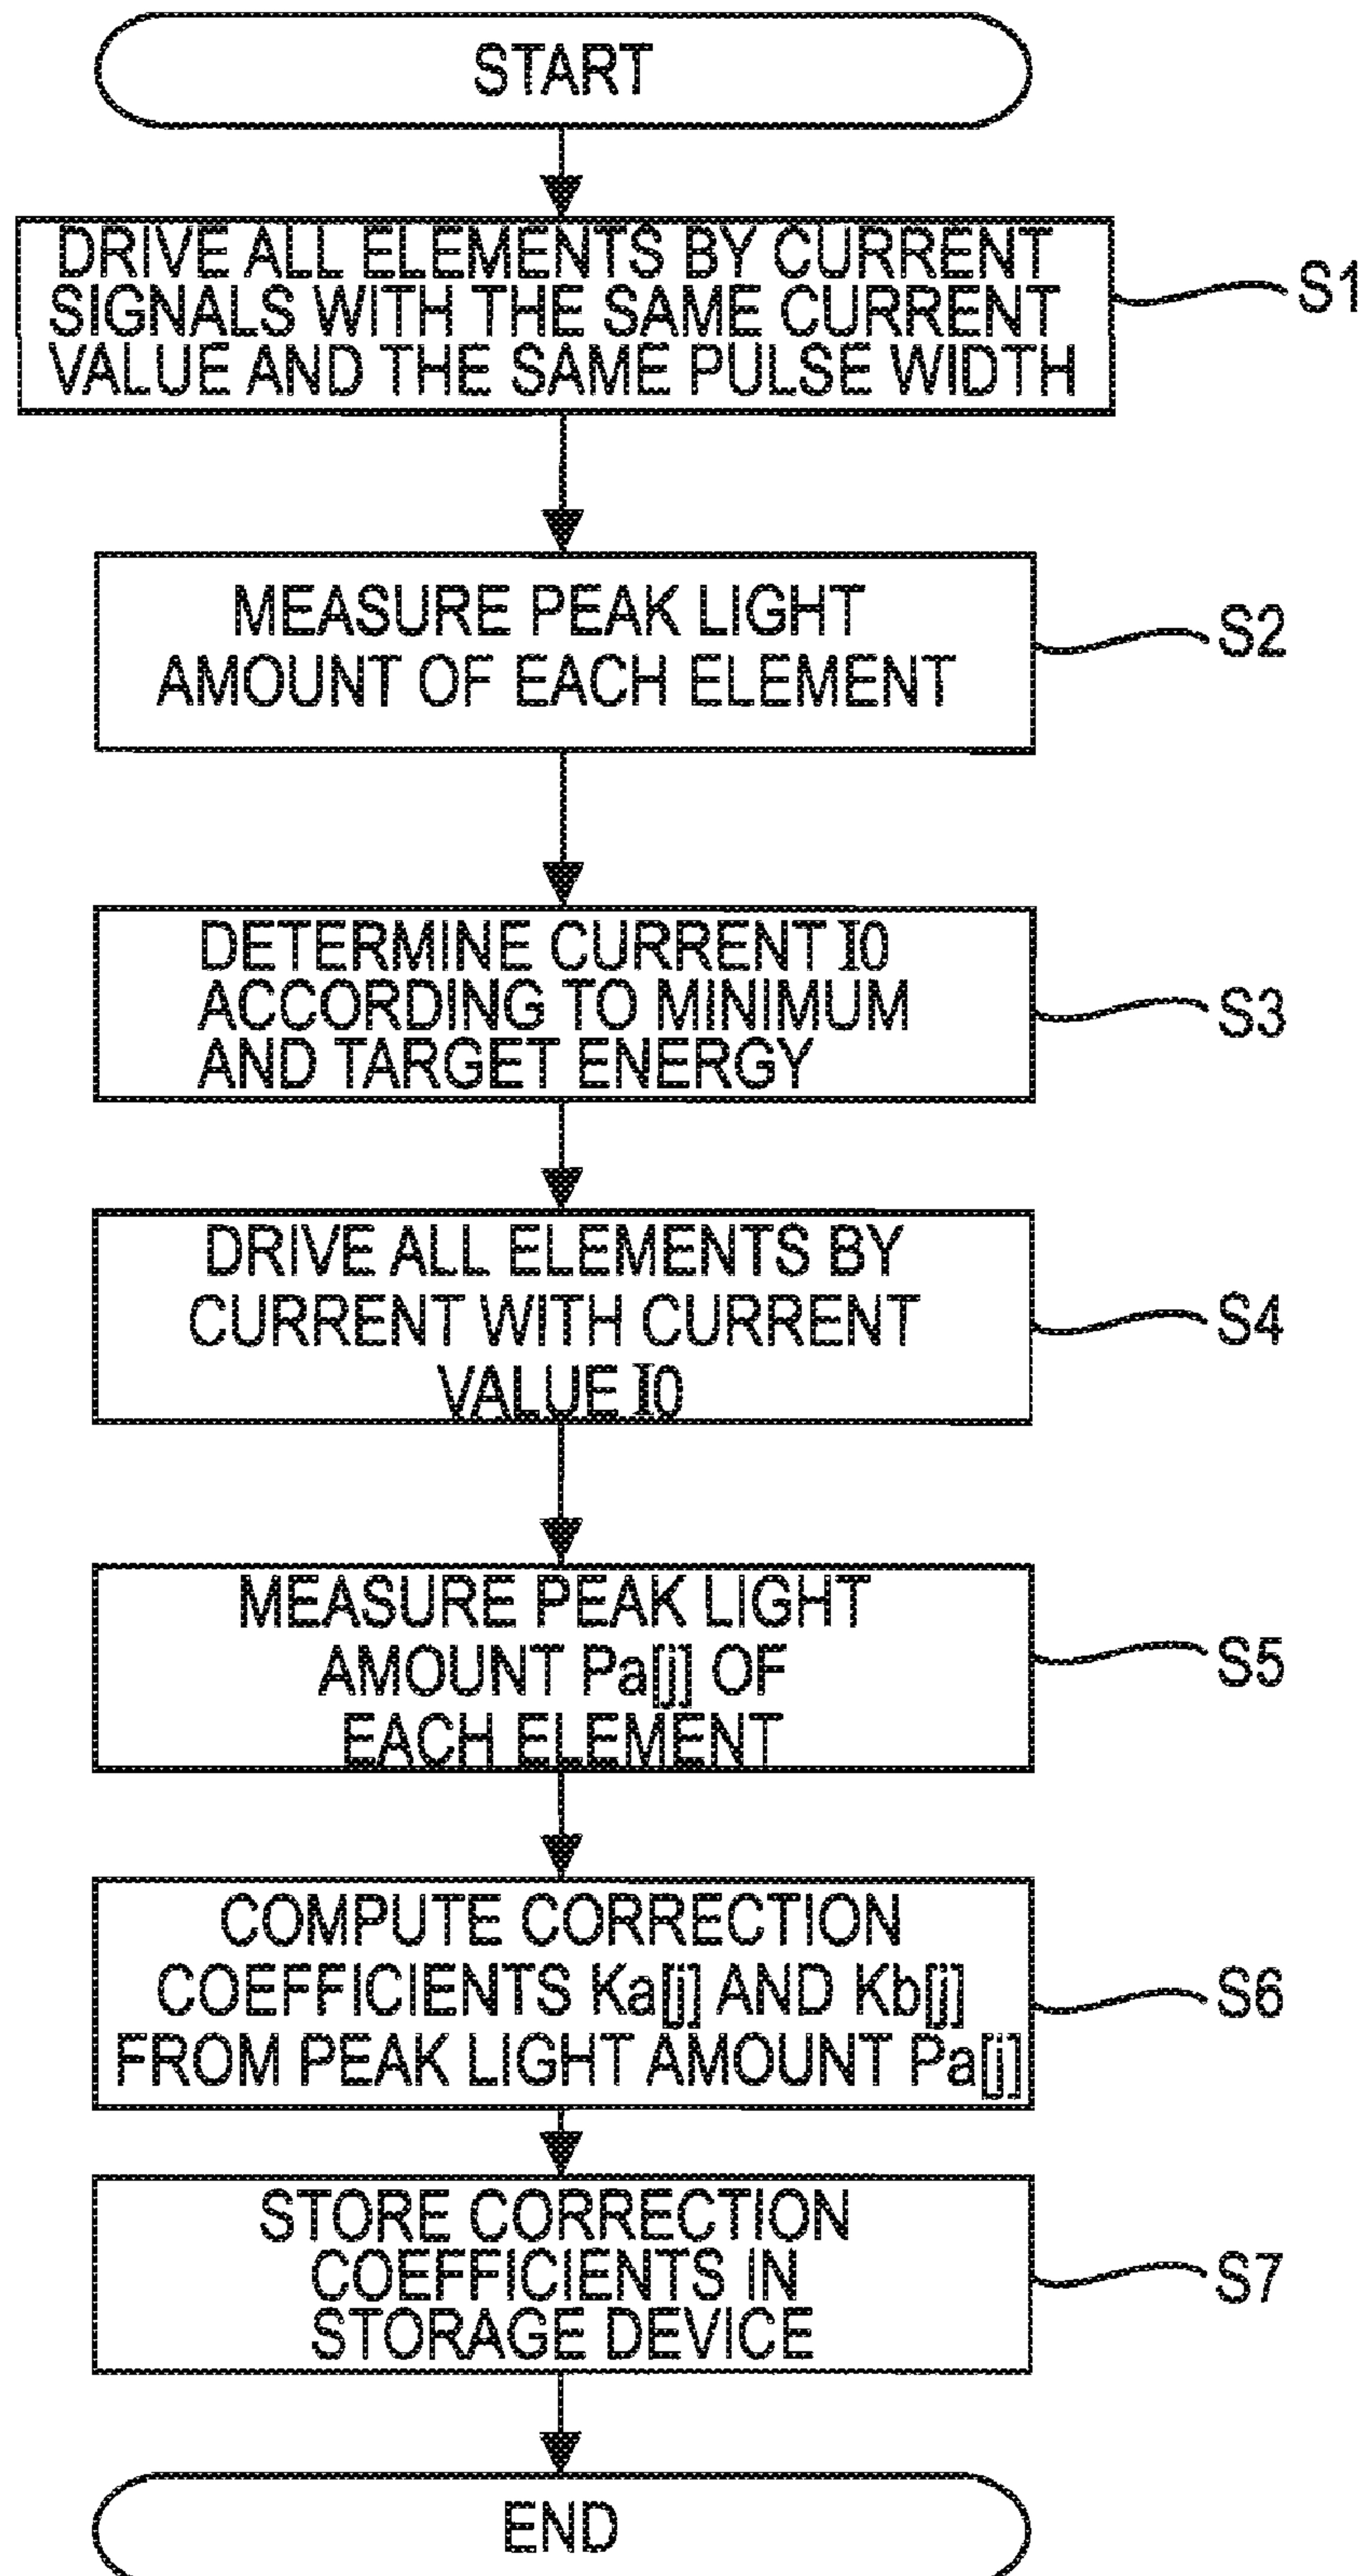 START
DRIVE ALL ELEMENTS BY CURRENT
SIGNALS WITH THE SAME CURRENT
VALUE AND THE SAME PULSE WIDTH
S1
MEASURE PEAK LIGHT
AMOUNT OF EACH ELEMENT
S2
DETERMINE CURRENT I0
ACCORDING TO MINIMUM
AND TARGET ENERGY
S3
DRIVE ALL ELEMENTS BY
CURRENT WITH CURRENT
VALUE I0
S4
MEASURE PEAK LIGHT
AMOUNT Pa[j] OF
EACH ELEMENT
S5
COMPUTE CORRECTION
COEFFICIENTS Ka[j] AND Kb[j]
FROM PEAK LIGHT AMOUNT Pa[j]
S6
STORE CORRECTION
COEFFICIENTS IN
STORAGE DEVICE
S7
END